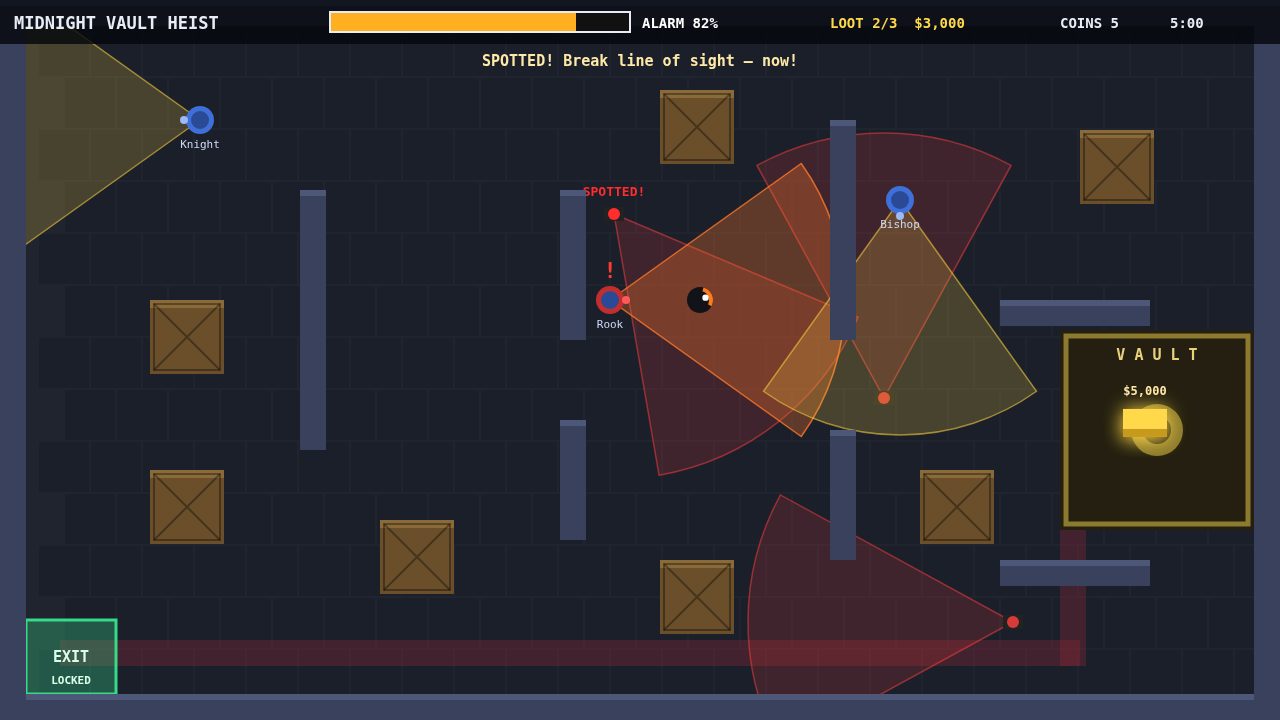 MIDNIGHT VAULT HEIST
ALARM 82%
LOOT 2/3 $3,000
COINS 5
5:00
SPOTTED! Break line of sight — now!
Knight
SPOTTED!
Bishop
!
Rook
VAULT
$5,000
EXIT
LOCKED